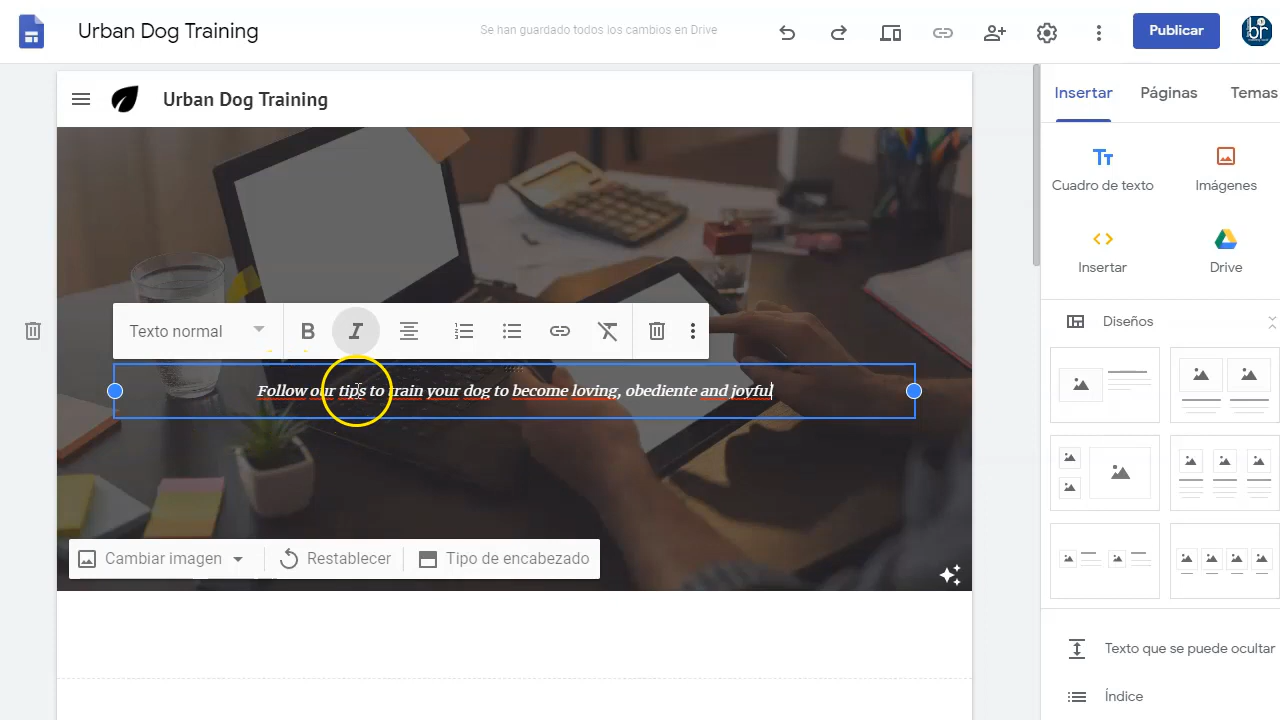 Urban Dog Training
Se han guardado todos los cambios en Drive
Publicar
br
Urban Dog Training
Insertar
Páginas
Temas
Cuadro de texto
Imágenes
Insertar
Drive
Diseños
Texto normal
B
I
Follow our tips to train your dog to become loving, obediente and joyful
Cambiar imagen
Restablecer
Tipo de encabezado
Texto que se puede ocultar
Índice